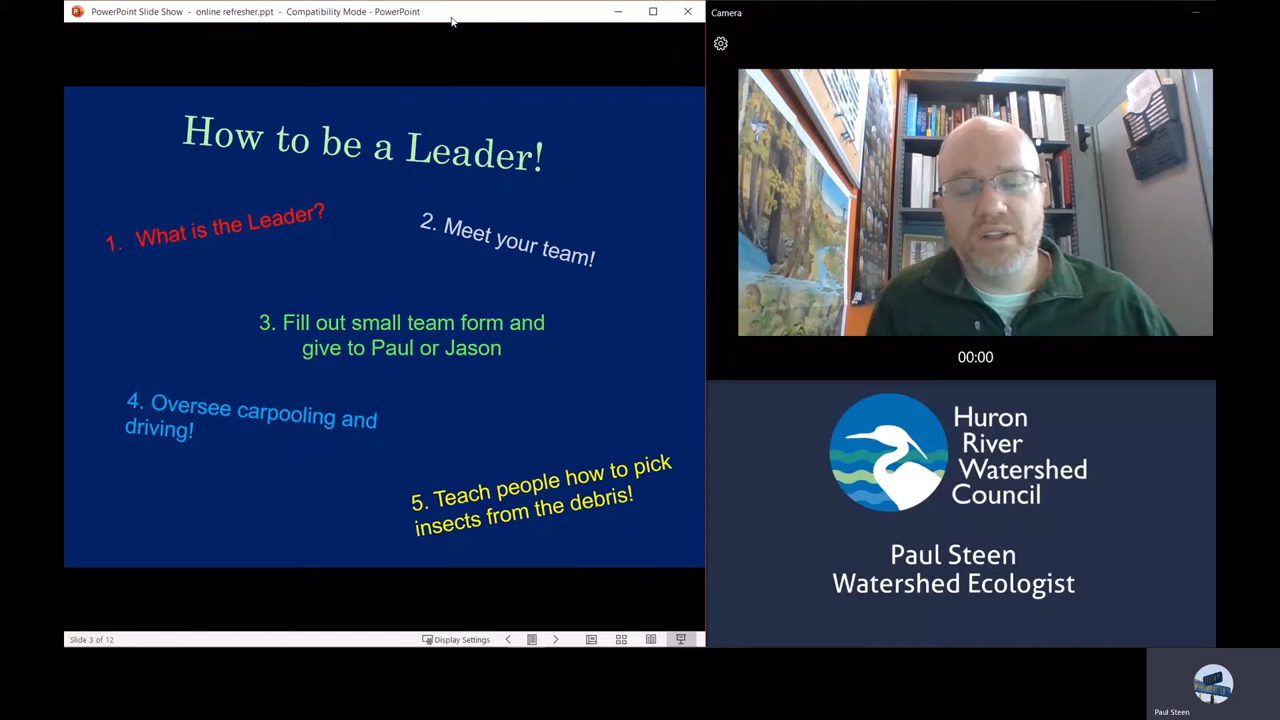 PowerPoint Slide Show - online refresher.ppt - Compatibility Mode - PowerPoint
Camera
How to be a Leader!
1. What is the Leader?
2. Meet your team!
3. Fill out small team form and
give to Paul or Jason
4. Oversee carpooling and
driving!
5. Teach people how to pick
insects from the debris!
Slide 3 of 12
Display Settings
00:00
Huron
River
Watershed
Council
Paul Steen
Watershed Ecologist
Paul Steen